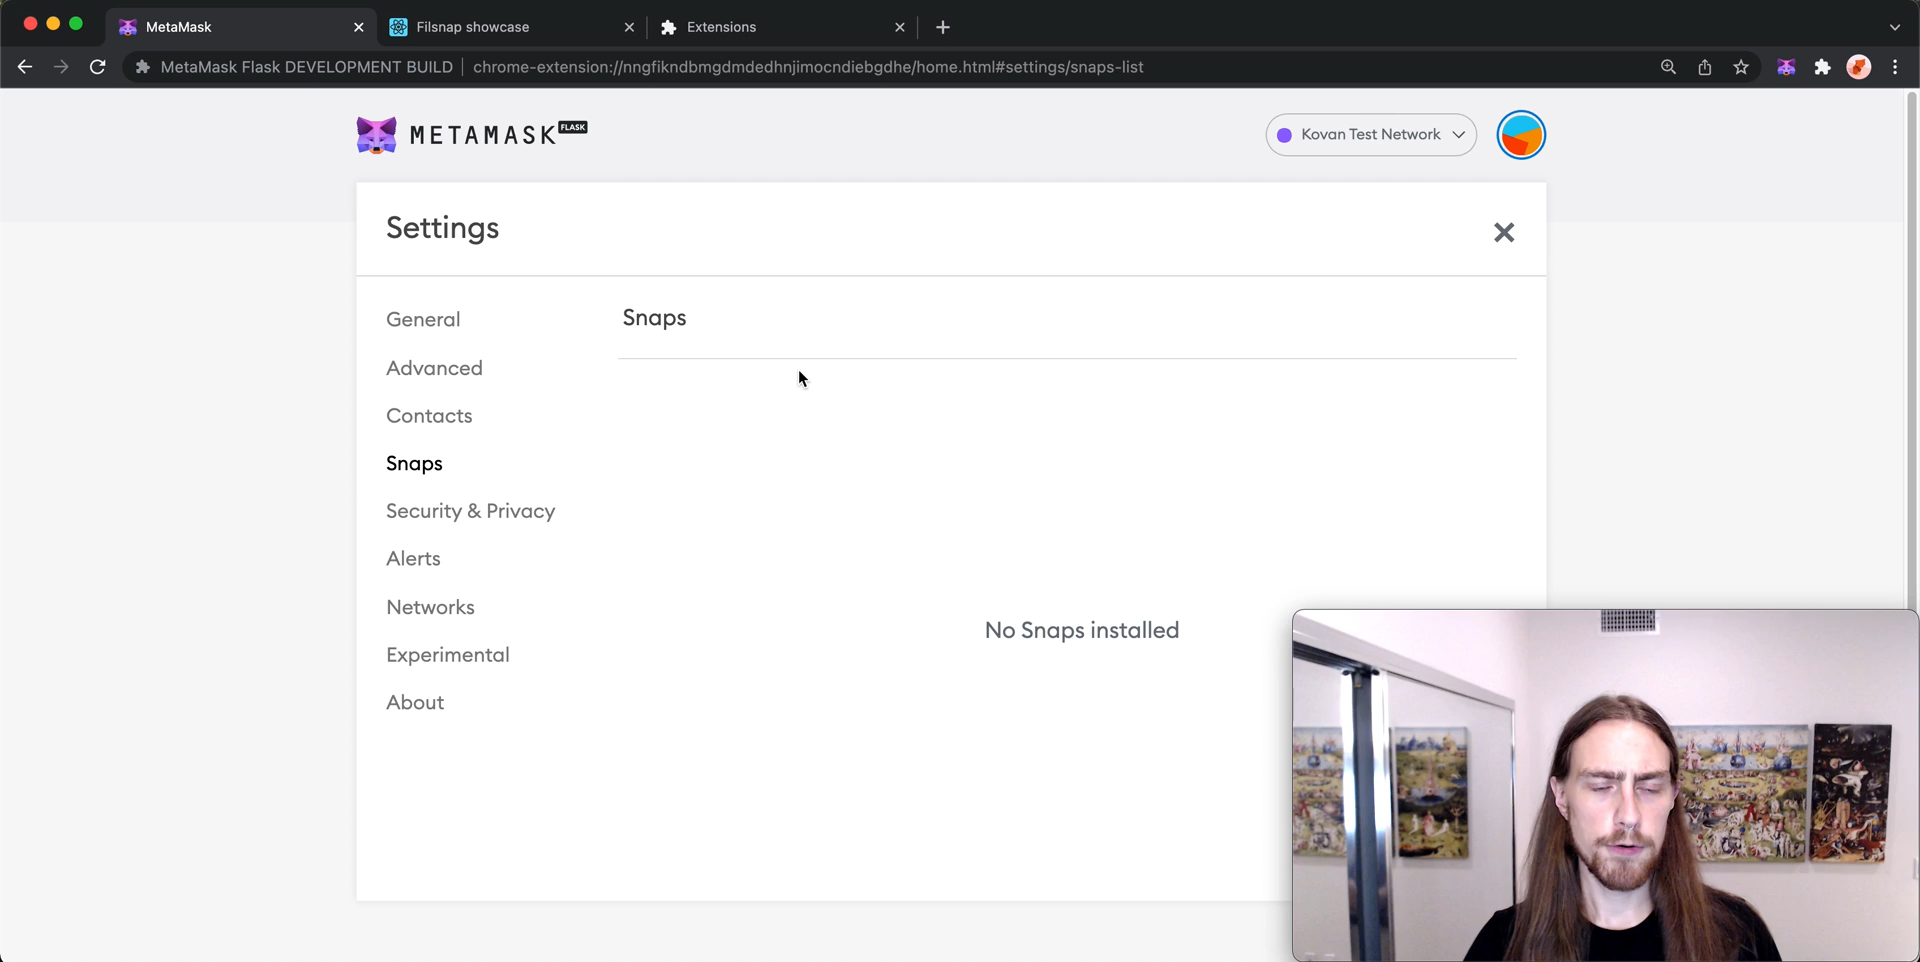 MetaMask
Filsnap showcase
Extensions
MetaMask Flask DEVELOPMENT BUILD
chrome-extension://nngfikndbmgdmdedhnjimocndiebgdhe/home.html#settings/snaps-list
METAMASK FLASK
Kovan Test Network
Settings
General
Advanced
Contacts
Snaps
Security & Privacy
Alerts
Networks
Experimental
About
Snaps
No Snaps installed